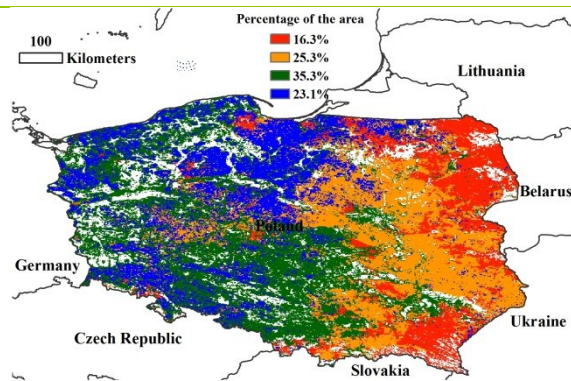 Percentage of the area
16.3%
25.3%
35.3%
23.1%
100
Kilometers
Lithuania
Belarus
Poland
Germany
Ukraine
Czech Republic
Slovakia